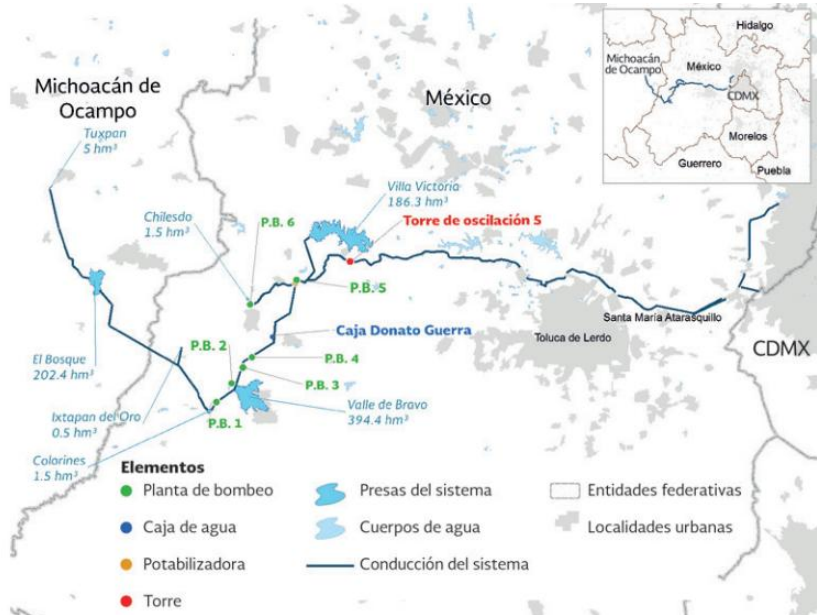 Michoacán de
Ocampo
México
Tuxpan
5 hm³
Chilesdo
1.5 hm³
P.B. 6
Villa Victoria
186.3 hm³
Torre de oscilación 5
P.B. 5
Caja Donato Guerra
P.B. 2
P.B. 4
P.B. 3
P.B. 1
El Bosque
202.4 hm³
Ixtapan del Oro
0.5 hm³
Colorines
1.5 hm³
Valle de Bravo
394.4 hm³
Toluca de Lerdo
Santa María Atarasquillo
CDMX
Hidalgo
México
Michoacán
de Ocampo
CDMX
Morelos
Guerrero
Puebla
Elementos
Planta de bombeo
Caja de agua
Potabilizadora
Torre
Presas del sistema
Cuerpos de agua
Conducción del sistema
Entidades federativas
Localidades urbanas